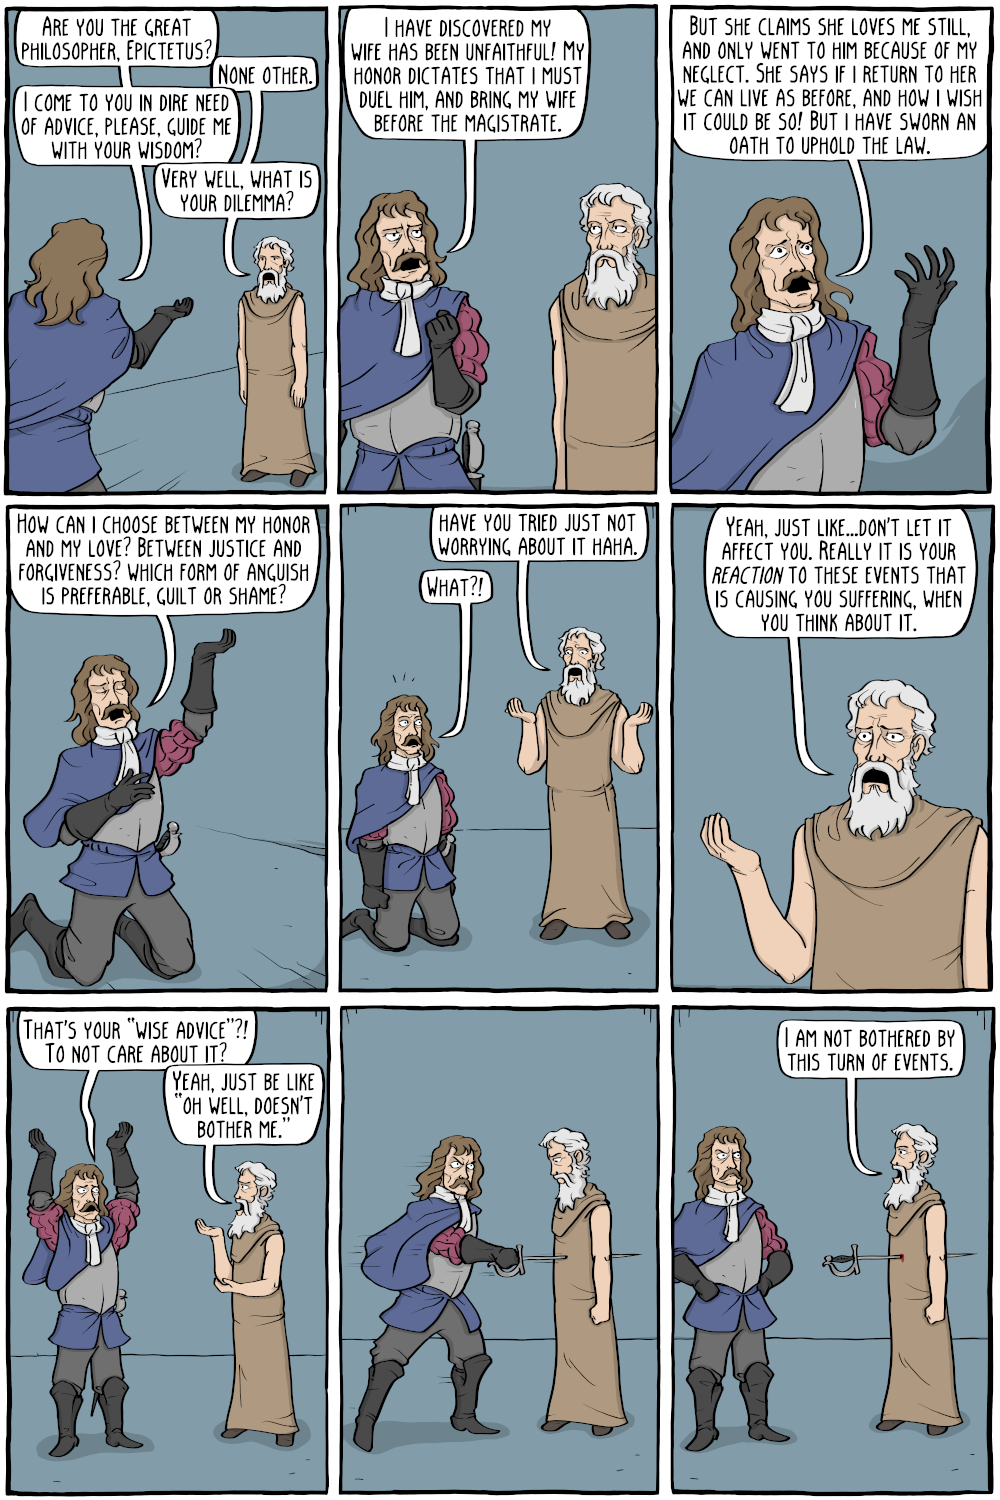 Are you the great
philosopher, Epictetus?
None other.
I come to you in dire need
of advice, please, guide me
with your wisdom?
Very well, what is
your dilemma?
I have discovered my
wife has been unfaithful! My
honor dictates that I must
duel him, and bring my wife
before the magistrate.
But she claims she loves me still,
and only went to him because of my
neglect. She says if I return to her
we can live as before, and how I wish
it could be so! But I have sworn an
oath to uphold the law.
How can I choose between my honor
and my love? Between justice and
forgiveness? Which form of anguish
is preferable, guilt or shame?
have you tried just not
worrying about it haha.
What?!
Yeah, just like...don't let it
affect you. Really it is your
reaction to these events that
is causing you suffering, when
you think about it.
That's your "wise advice"?!
To not care about it?
Yeah, just be like
"oh well, doesn't
bother me."
I am not bothered by
this turn of events.